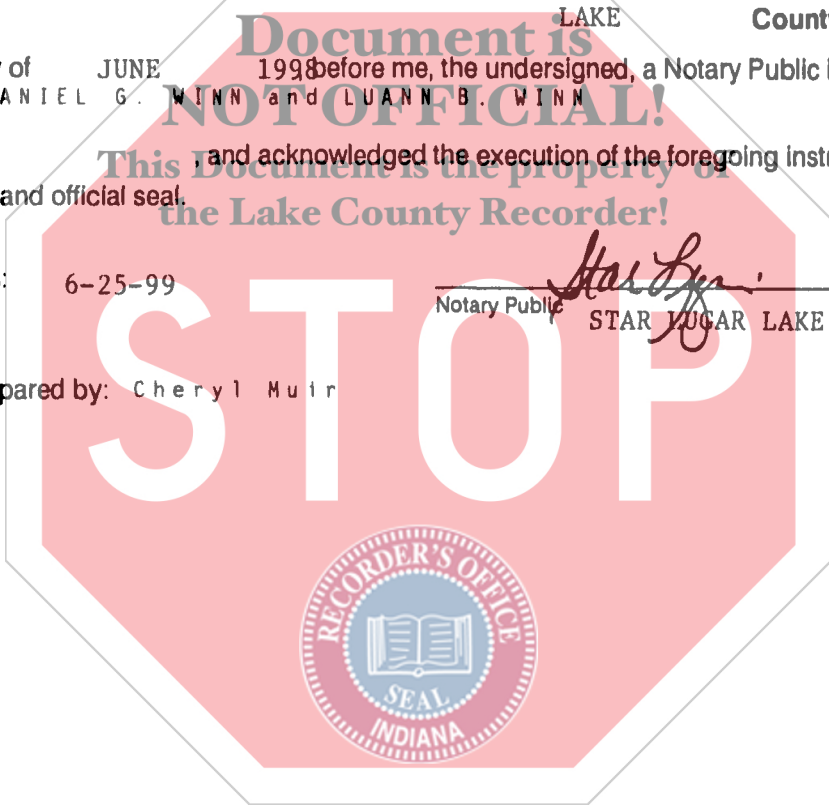 LAKE County
Document is
of JUNE 1998 before me, the undersigned, a Notary Public
ANIEL G. WINN and LUANN B. WINN
NOT OFFICIAL!
, and acknowledged the execution of the foregoing instr
This Document is the property of
and official seal.
the Lake County Recorder!
6-25-99
Notary Public STAR LUGAR LAKE
STOP
pared by: Cheryl Muir
RECORDER'S OFFICE
SEAL
INDIANA